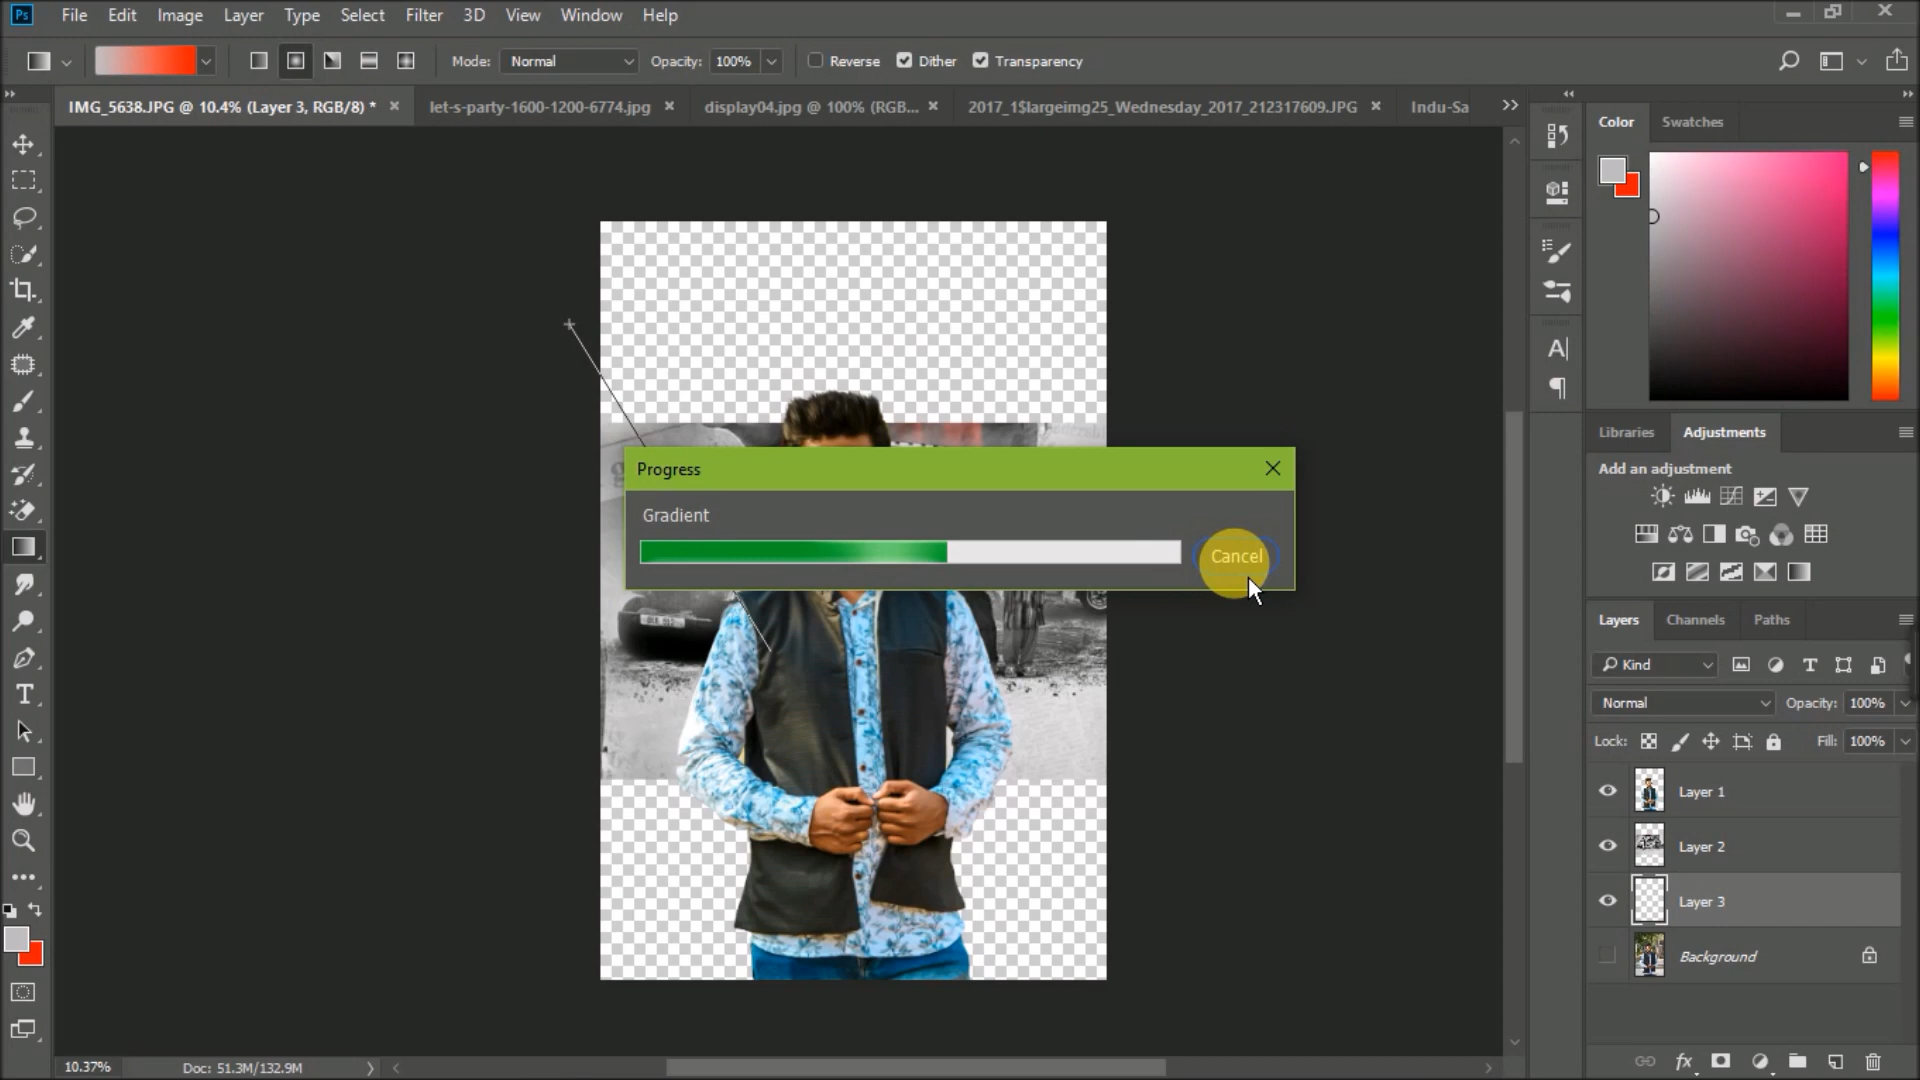 Ps File Edit Image Layer Type Select Filter 3D View Window Help
Mode: Normal Opacity: 100% Reverse Dither Transparency
IMG_5638.JPG @ 10.4% (Layer 3, RGB/8) * let-s-party-1600-1200-6774.jpg display04.jpg @ 100% (RGB... 2017_1$largeimg25_Wednesday_2017_212317609.JPG Indu-Sa
Color Swatches
Progress
Gradient
Cancel
Libraries Adjustments
Add an adjustment
Layers Channels Paths
Kind
Normal Opacity: 100%
Lock: Fill: 100%
Layer 1
Layer 2
Layer 3
Background
10.37% Doc: 51.3M/132.9M